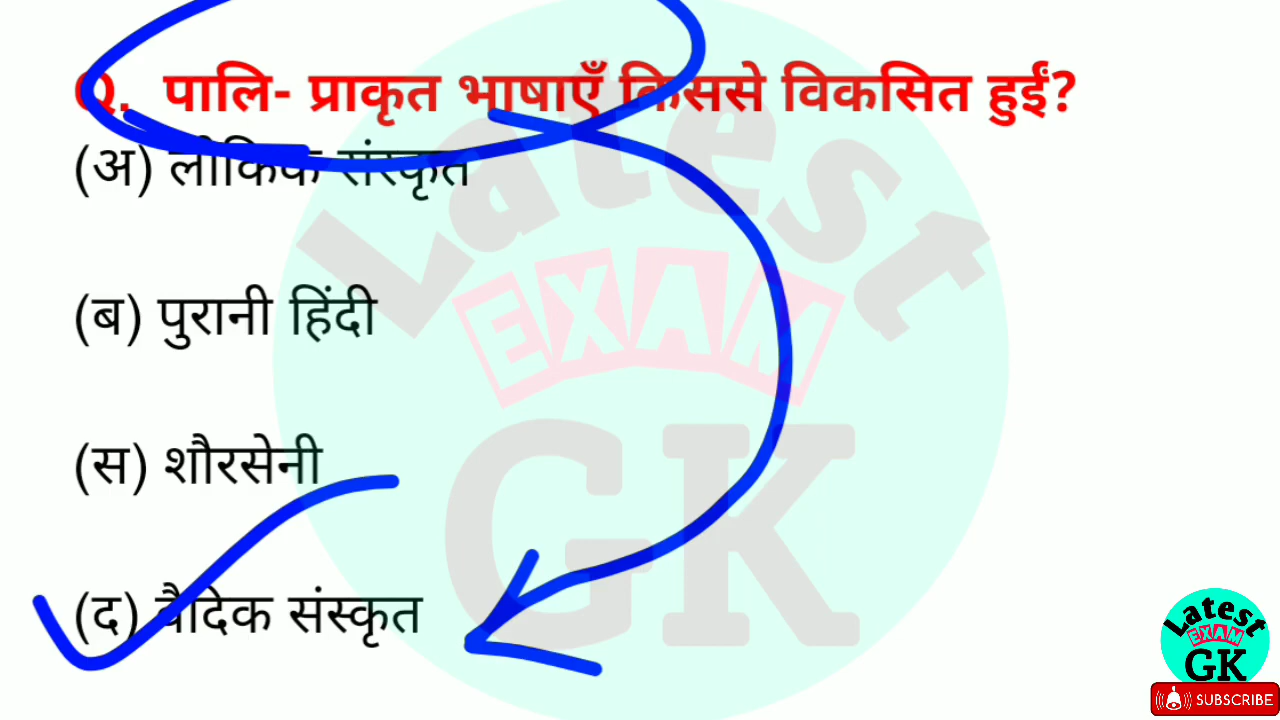 Q. पालि- प्राकृत भाषाएँ किससे विकसित हुईं?
(अ) लौकिक संस्कृत
(ब) पुरानी हिंदी
(स) शौरसेनी
(द) वैदिक संस्कृत
Latest
EXAM
GK
Latest
EXAM
GK
SUBSCRIBE